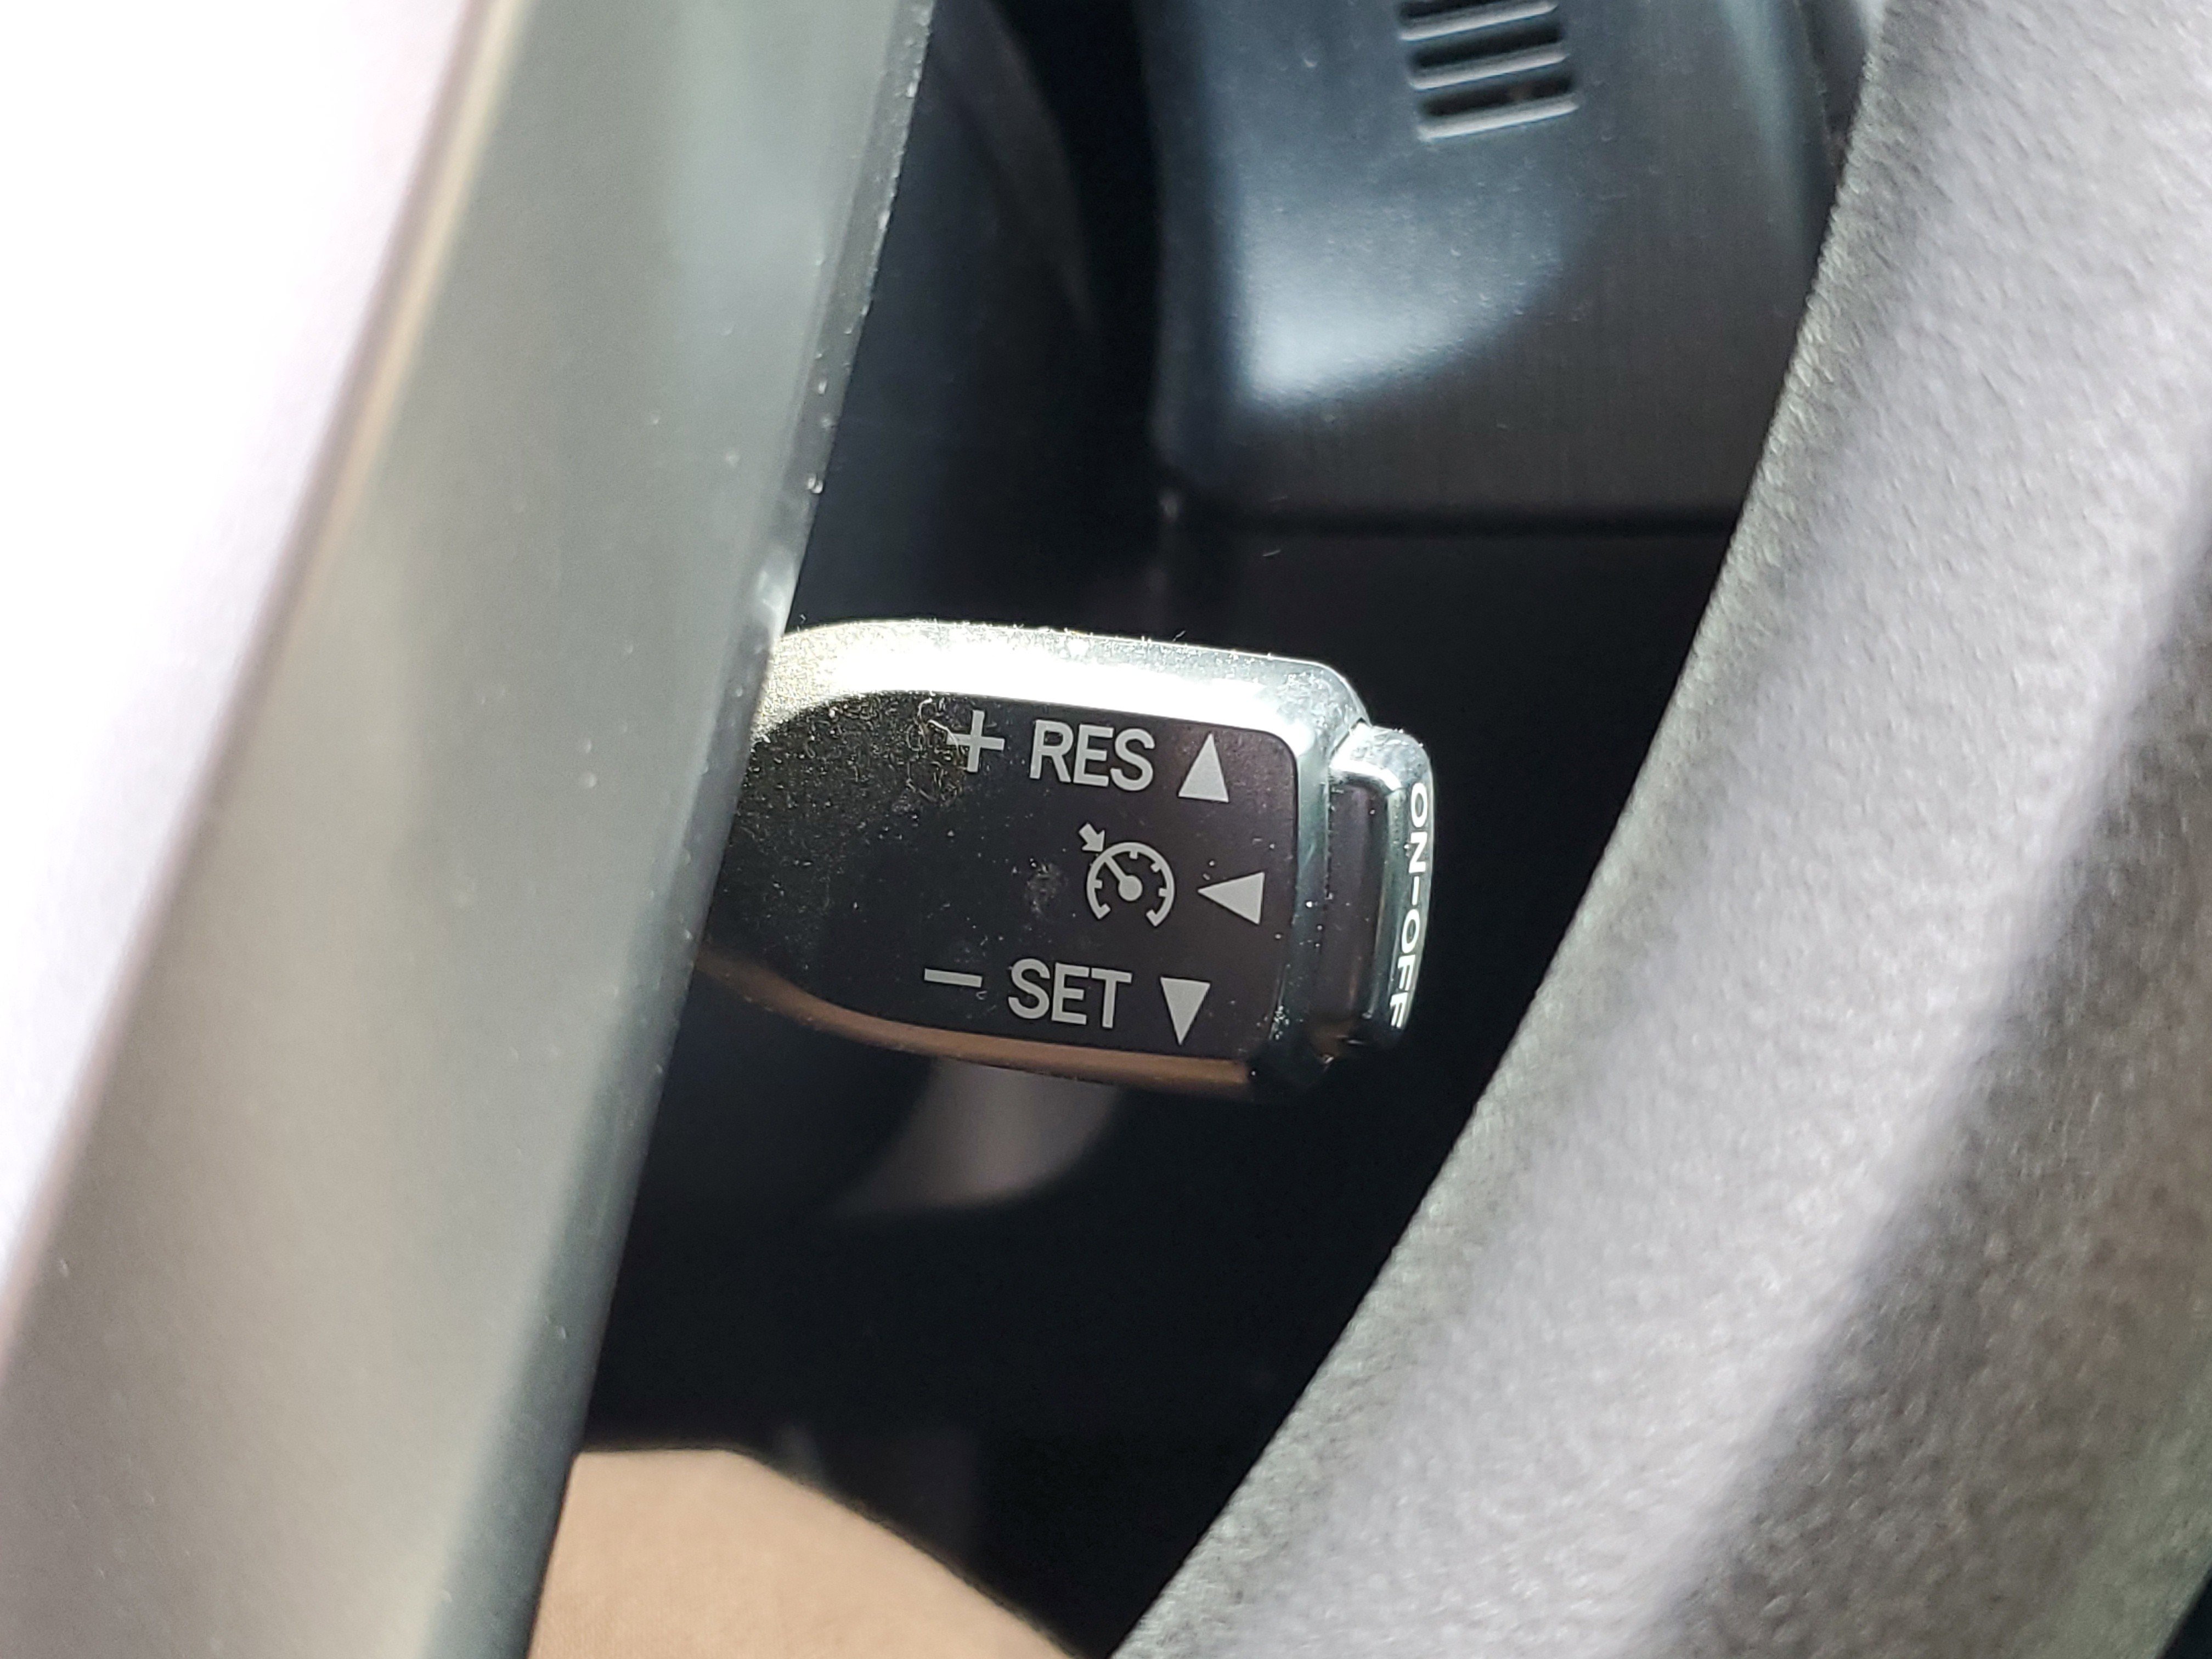 + RES ▲
◀
− SET ▼
ON-OFF